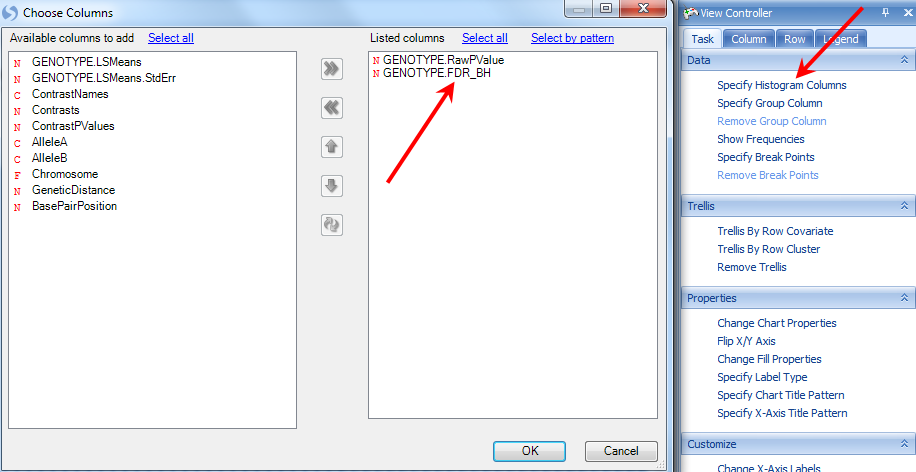 Choose Columns
Available columns to add Select all
N GENOTYPE.LSMeans
N GENOTYPE.LSMeans.StdErr
C ContrastNames
N Contrasts
N ContrastPValues
C AlleleA
C AlleleB
F Chromosome
N GeneticDistance
N BasePairPosition
Listed columns Select all Select by pattern
N GENOTYPE.RawPValue
N GENOTYPE.FDR_BH
OK Cancel
View Controller
Task Column Row Legend
Data
Specify Histogram Columns
Specify Group Column
Remove Group Column
Show Frequencies
Specify Break Points
Remove Break Points
Trellis
Trellis By Row Covariate
Trellis By Row Cluster
Remove Trellis
Properties
Change Chart Properties
Flip X/Y Axis
Change Fill Properties
Specify Label Type
Specify Chart Title Pattern
Specify X-Axis Title Pattern
Customize
Change X-Axis Labels